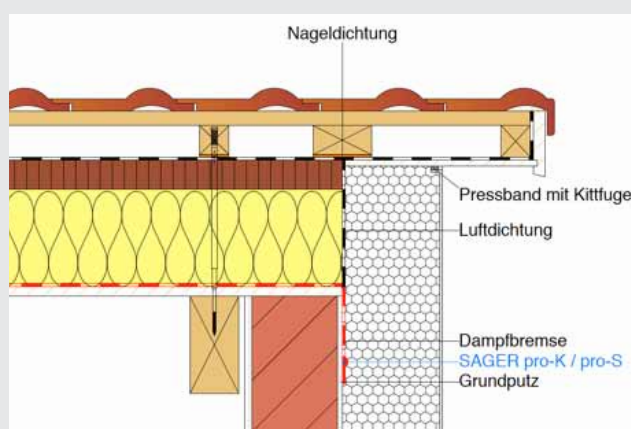 Nageldichtung
Pressband mit Kittfuge
Luftdichtung
Dampfbremse
SAGER pro-K / pro-S
Grundputz